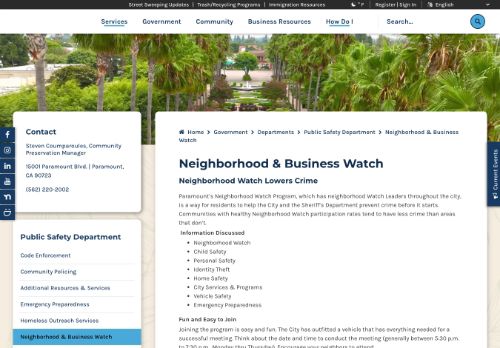 Street Sweeping Updates | Trash/Recycling Programs | Immigration Resources
°F | Register | Sign In English
Services Government Community Business Resources How Do I Search...
Contact
Steven Coumparoules, Community
Preservation Manager
15001 Paramount Blvd. | Paramount,
CA 90723
(562) 220-2002
Public Safety Department
Code Enforcement
Community Policing
Additional Resources & Services
Emergency Preparedness
Homeless Outreach Services
Neighborhood & Business Watch
Home > Government > Departments > Public Safety Department > Neighborhood & Business
Watch
Neighborhood & Business Watch
Neighborhood Watch Lowers Crime
Paramount's Neighborhood Watch Program, which has neighborhood Watch Leaders throughout the city,
is a way for residents to help the City and the Sheriff's Department prevent crime before it starts.
Communities with healthy Neighborhood Watch participation rates tend to have less crime than areas
that don't.
Information Discussed
Neighborhood Watch
Child Safety
Personal Safety
Identity Theft
Home Safety
City Services & Programs
Vehicle Safety
Emergency Preparedness
Fun and Easy to Join
Joining the program is easy and fun. The City has outfitted a vehicle that has everything needed for a
successful meeting. Think about the date and time to conduct the meeting (generally between 5:30 p.m.
Current Events